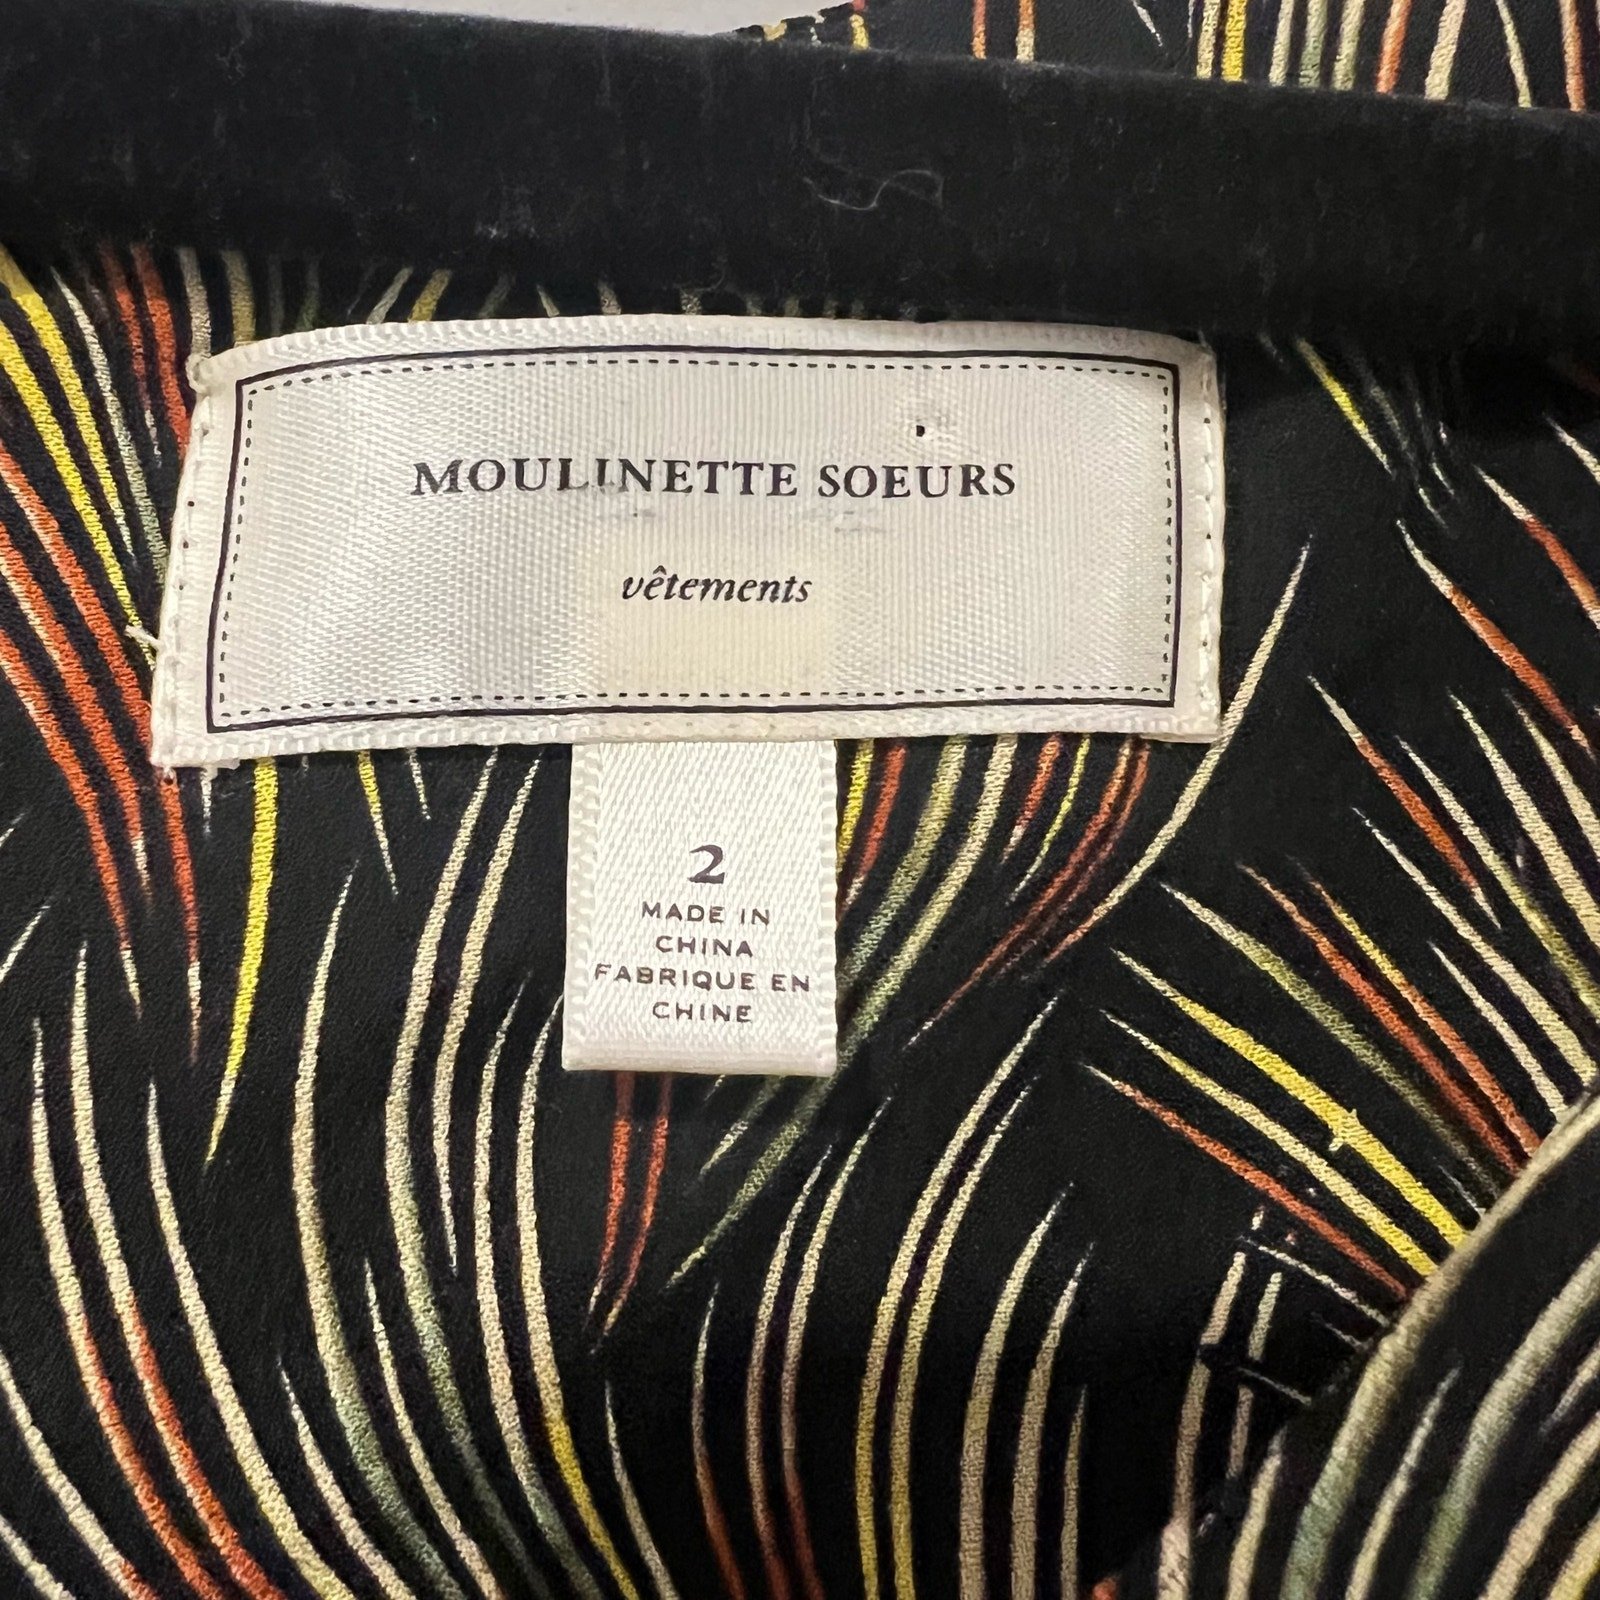 MOULINETTE SOEURS
vêtements
2
MADE IN
CHINA
FABRIQUE EN
CHINE